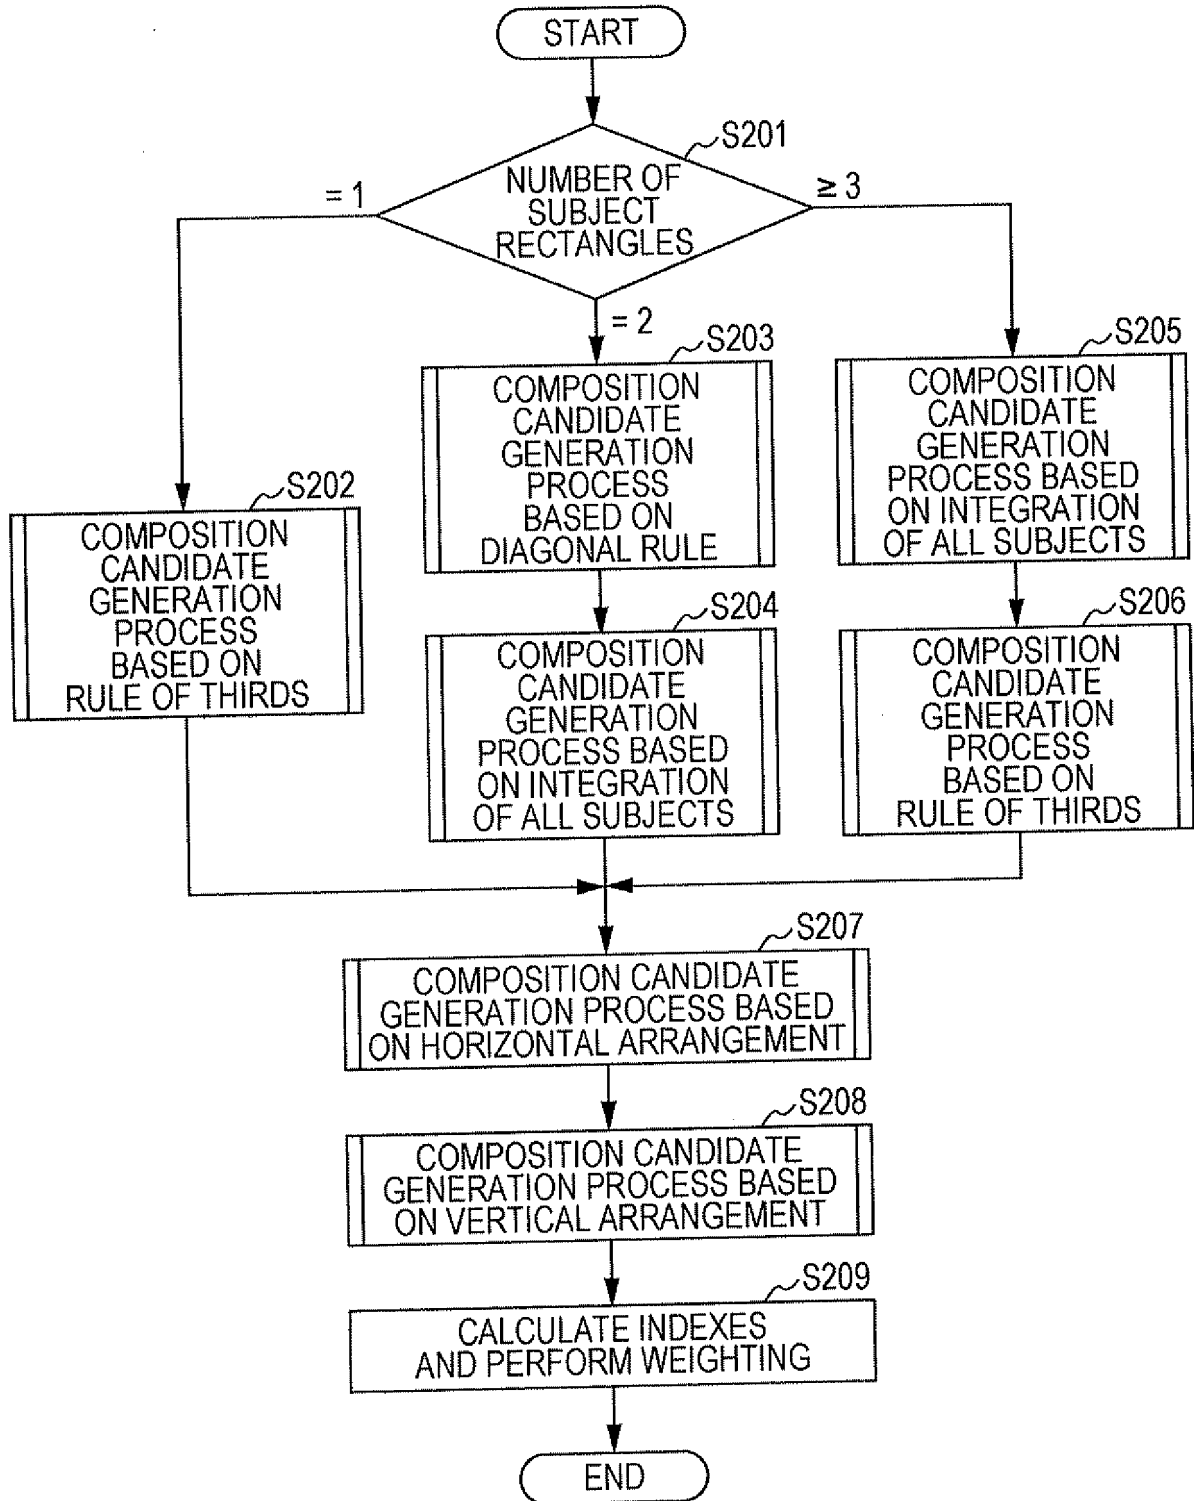 START
S201
NUMBER OF
SUBJECT
RECTANGLES
= 1
≥ 3
= 2
S202
COMPOSITION
CANDIDATE
GENERATION
PROCESS
BASED ON
RULE OF THIRDS
S203
COMPOSITION
CANDIDATE
GENERATION
PROCESS
BASED ON
DIAGONAL RULE
S204
COMPOSITION
CANDIDATE
GENERATION
PROCESS BASED
ON INTEGRATION
OF ALL SUBJECTS
S205
COMPOSITION
CANDIDATE
GENERATION
PROCESS BASED
ON INTEGRATION
OF ALL SUBJECTS
S206
COMPOSITION
CANDIDATE
GENERATION
PROCESS
BASED ON
RULE OF THIRDS
S207
COMPOSITION CANDIDATE
GENERATION PROCESS BASED
ON HORIZONTAL ARRANGEMENT
S208
COMPOSITION CANDIDATE
GENERATION PROCESS BASED
ON VERTICAL ARRANGEMENT
S209
CALCULATE INDEXES
AND PERFORM WEIGHTING
END